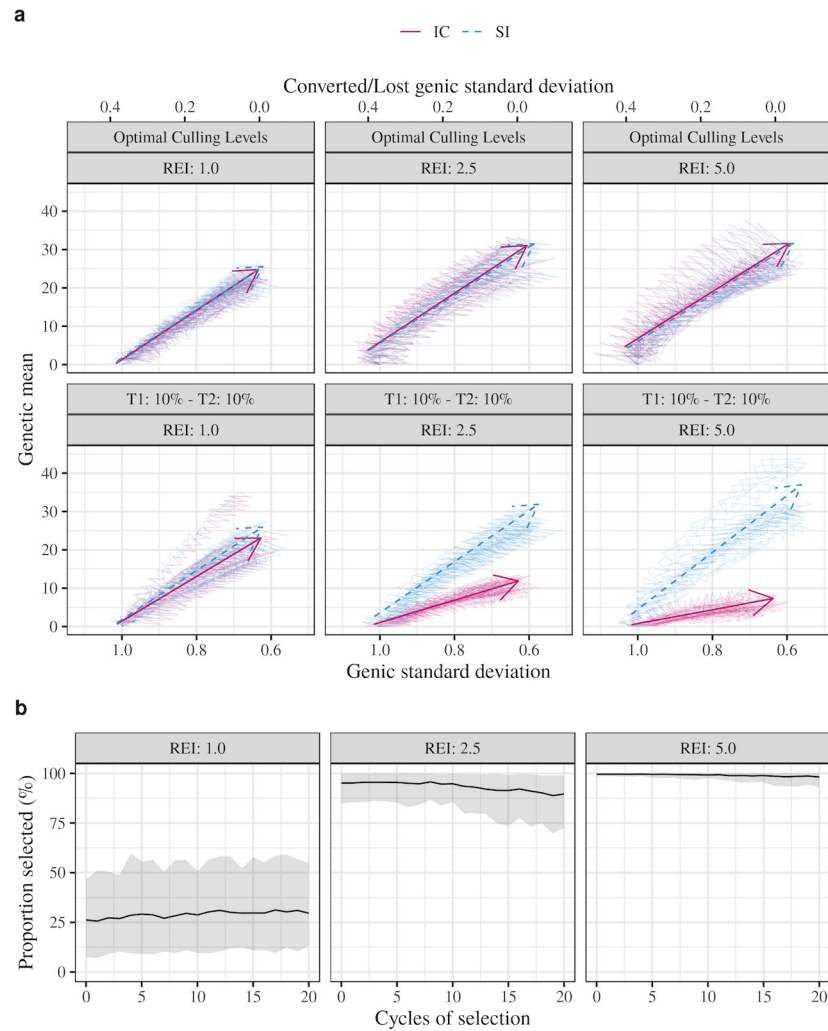 a
IC SI
Converted/Lost genic standard deviation
0.4 0.2 0.0 0.4 0.2 0.0 0.4 0.2 0.0
Optimal Culling Levels Optimal Culling Levels Optimal Culling Levels
REI: 1.0 REI: 2.5 REI: 5.0
40
30
20
10
0
Genetic mean
T1: 10% - T2: 10% T1: 10% - T2: 10% T1: 10% - T2: 10%
REI: 1.0 REI: 2.5 REI: 5.0
40
30
20
10
0
1.0 0.8 0.6 1.0 0.8 0.6 1.0 0.8 0.6
Genic standard deviation
b
REI: 1.0 REI: 2.5 REI: 5.0
Proportion selected (%)
100
75
50
25
0
0 5 10 15 20 0 5 10 15 20 0 5 10 15 20
Cycles of selection